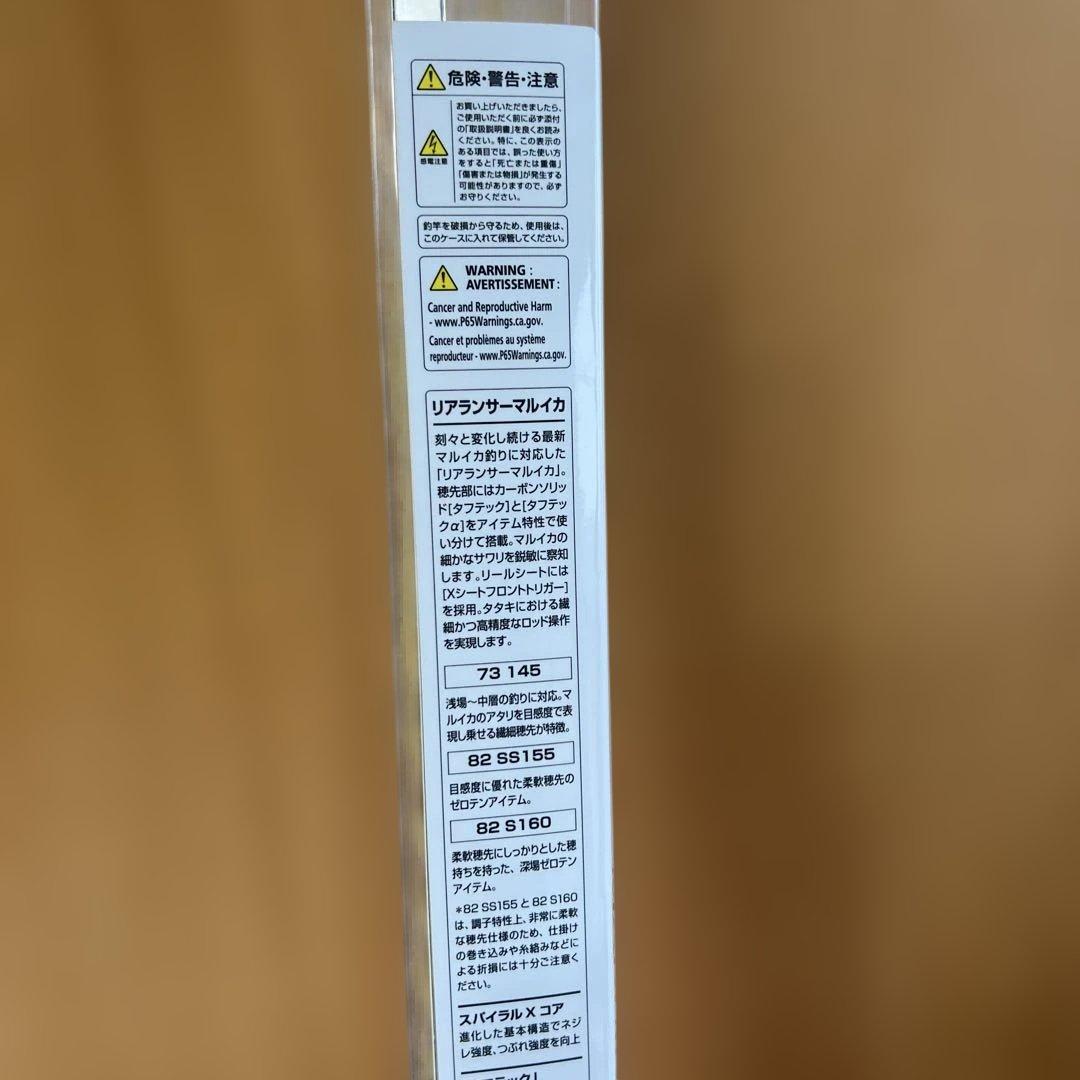 危険・警告・注意
お買い上げいただきましたら、
ご使用いただく前に必ず添付
の「取扱説明書」を良くお読み
ください。特に、この表示の
ある項目では、誤った使い方
をすると「死亡または重傷」
「傷害または物損」が発生する
可能性がありますので、必ず
お守りください。
感電注意
釣竿を破損から守るため、使用後は、
このケースに入れて保管してください。
WARNING :
AVERTISSEMENT :
Cancer and Reproductive Harm
- www.P65Warnings.ca.gov.
Cancer et problèmes au système
reproducteur - www.P65Warnings.ca.gov.
リアランサーマルイカ
刻々と変化し続ける最新
マルイカ釣りに対応した
「リアランサーマルイカ」。
穂先部にはカーボンソリッ
ド[タフテック]と[タフテッ
クα]をアイテム特性で使
い分けて搭載。マルイカの
細かなサワリを鋭敏に察知
します。リールシートには
[Xシートフロントトリガー]
を採用。タタキにおける繊
細かつ高精度なロッド操作
を実現します。
73 145
浅場〜中層の釣りに対応。マ
ルイカのアタリを目感度で表
現し乗せる繊細穂先が特徴。
82 SS155
目感度に優れた柔軟穂先の
ゼロテンアイテム。
82 S160
柔軟穂先にしっかりとした穂
持ちを持った、深場ゼロテン
アイテム。
*82 SS155 と 82 S160
は、調子特性上、非常に柔軟
な穂先仕様のため、仕掛け
の巻き込みや糸絡みなどに
よる折損には十分ご注意く
ださい。
スパイラル X コア
進化した基本構造でネジ
レ強度、つぶれ強度を向上